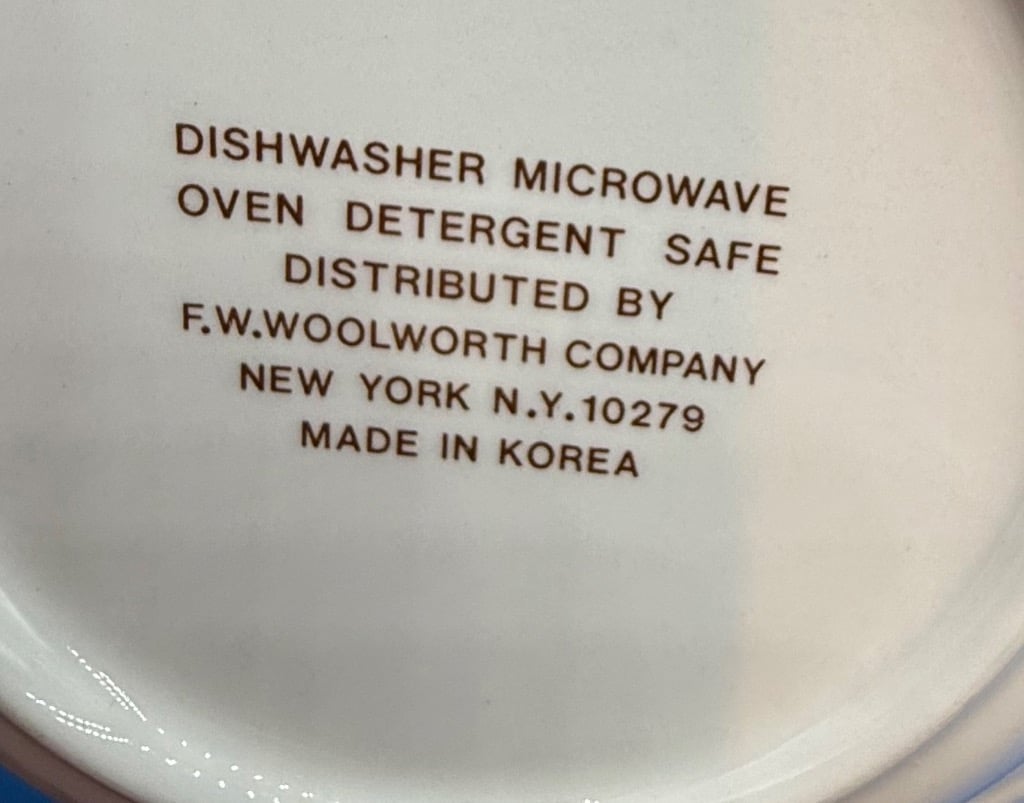 DISHWASHER MICROWAVE
OVEN DETERGENT SAFE
DISTRIBUTED BY
F.W.WOOLWORTH COMPANY
NEW YORK N.Y.10279
MADE IN KOREA